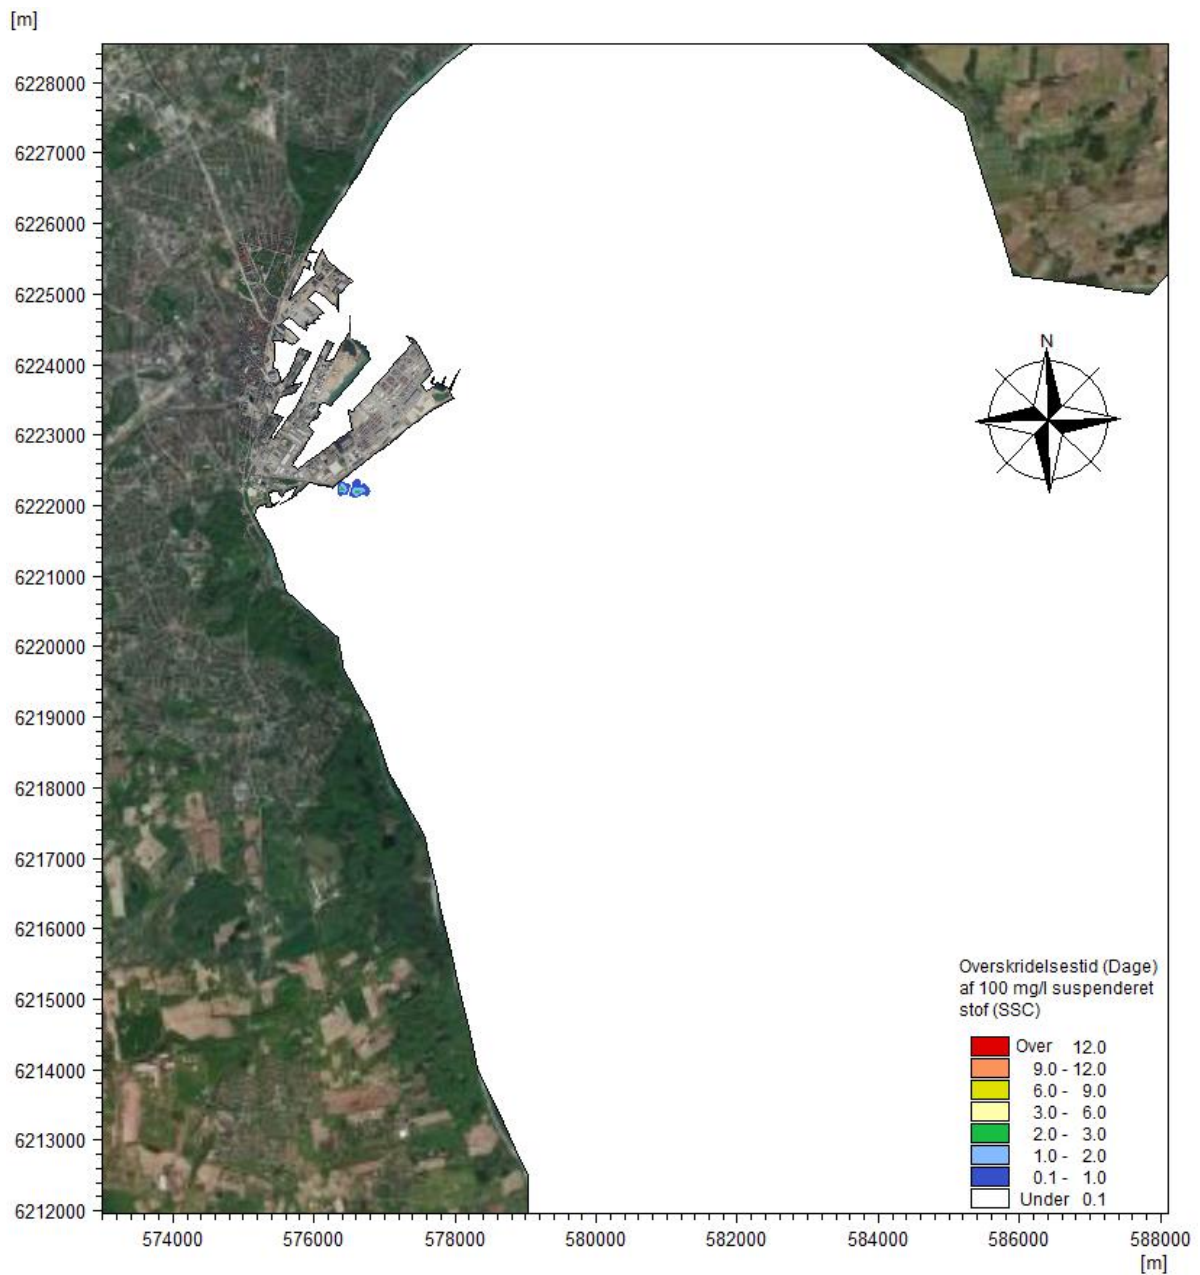 [m]
6228000
6227000
6226000
6225000
6224000
6223000
6222000
6221000
6220000
6219000
6218000
6217000
6216000
6215000
6214000
6213000
6212000
N
Overskridelsestid (Dage)
af 100 mg/l suspenderet
stof (SSC)
Over 12.0
9.0 - 12.0
6.0 - 9.0
3.0 - 6.0
2.0 - 3.0
1.0 - 2.0
0.1 - 1.0
Under 0.1
574000 576000 578000 580000 582000 584000 586000 588000
[m]